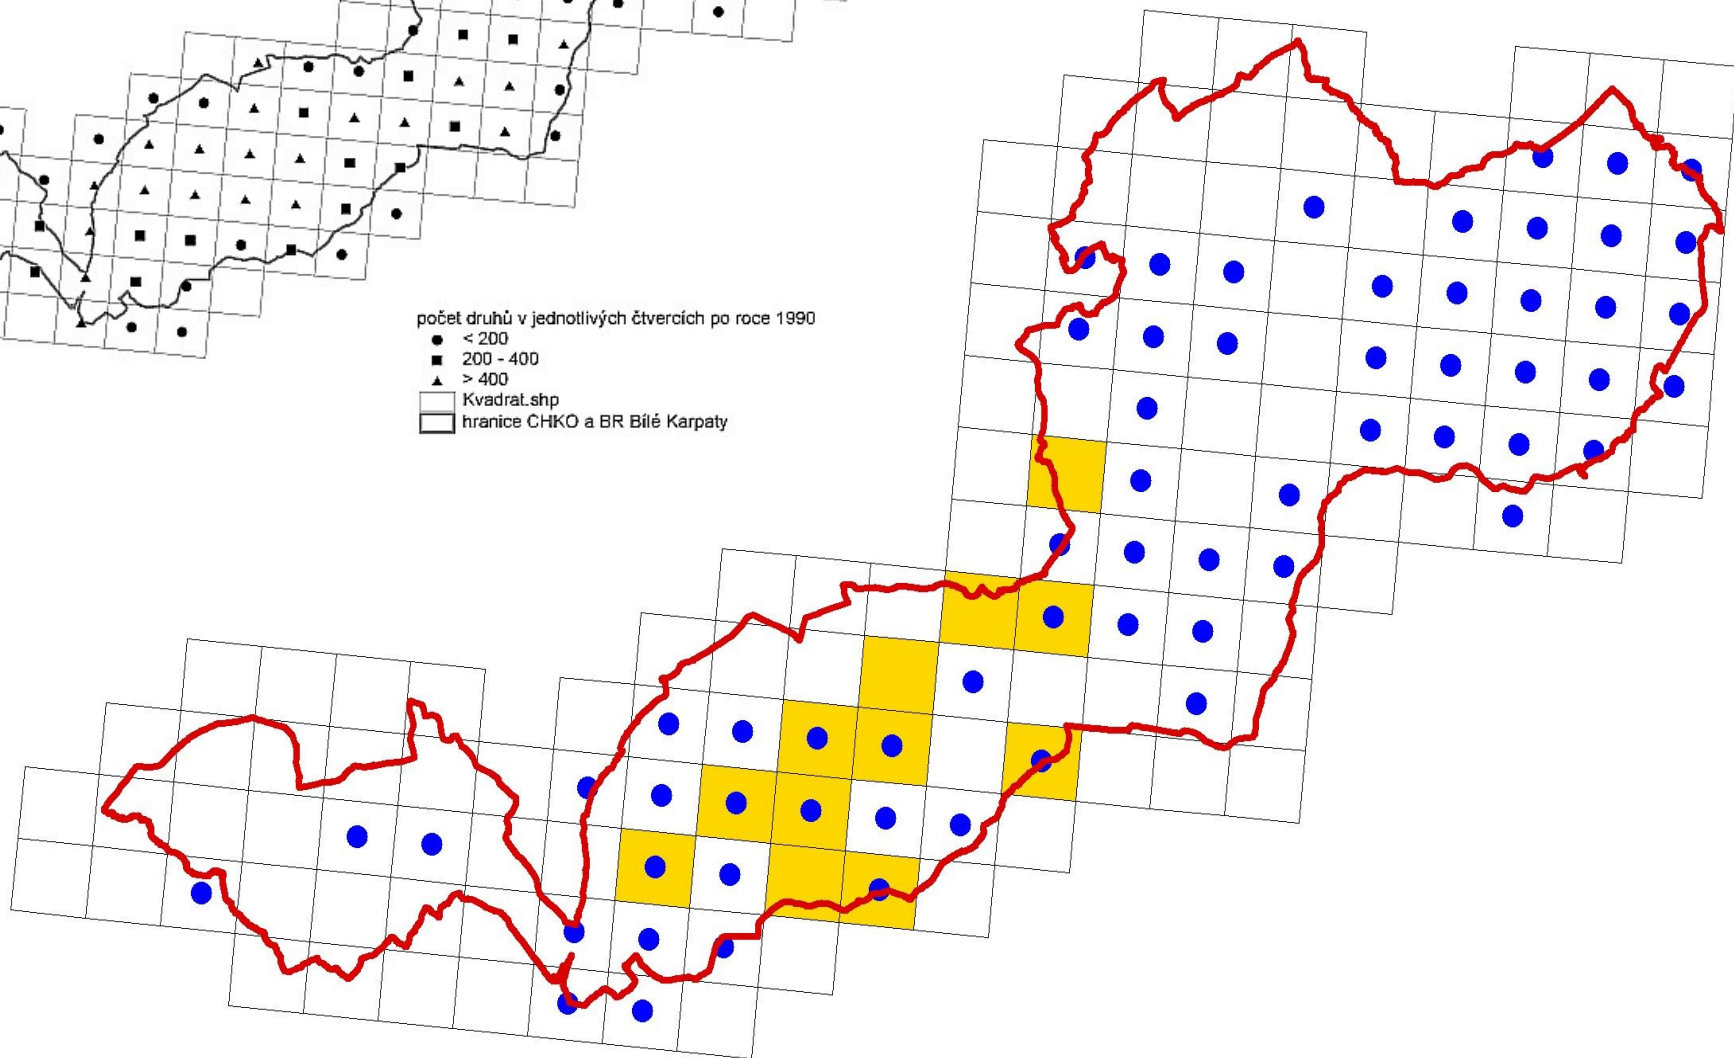 počet druhů v jednotlivých čtvercích po roce 1990
< 200
200 - 400
> 400
Kvadrat.shp
hranice CHKO a BR Bílé Karpaty